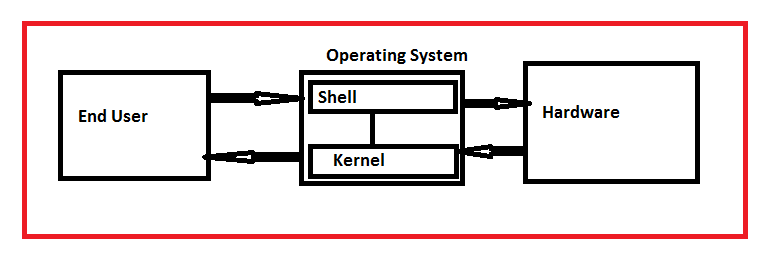 Operating System
End User
Shell
Kernel
Hardware